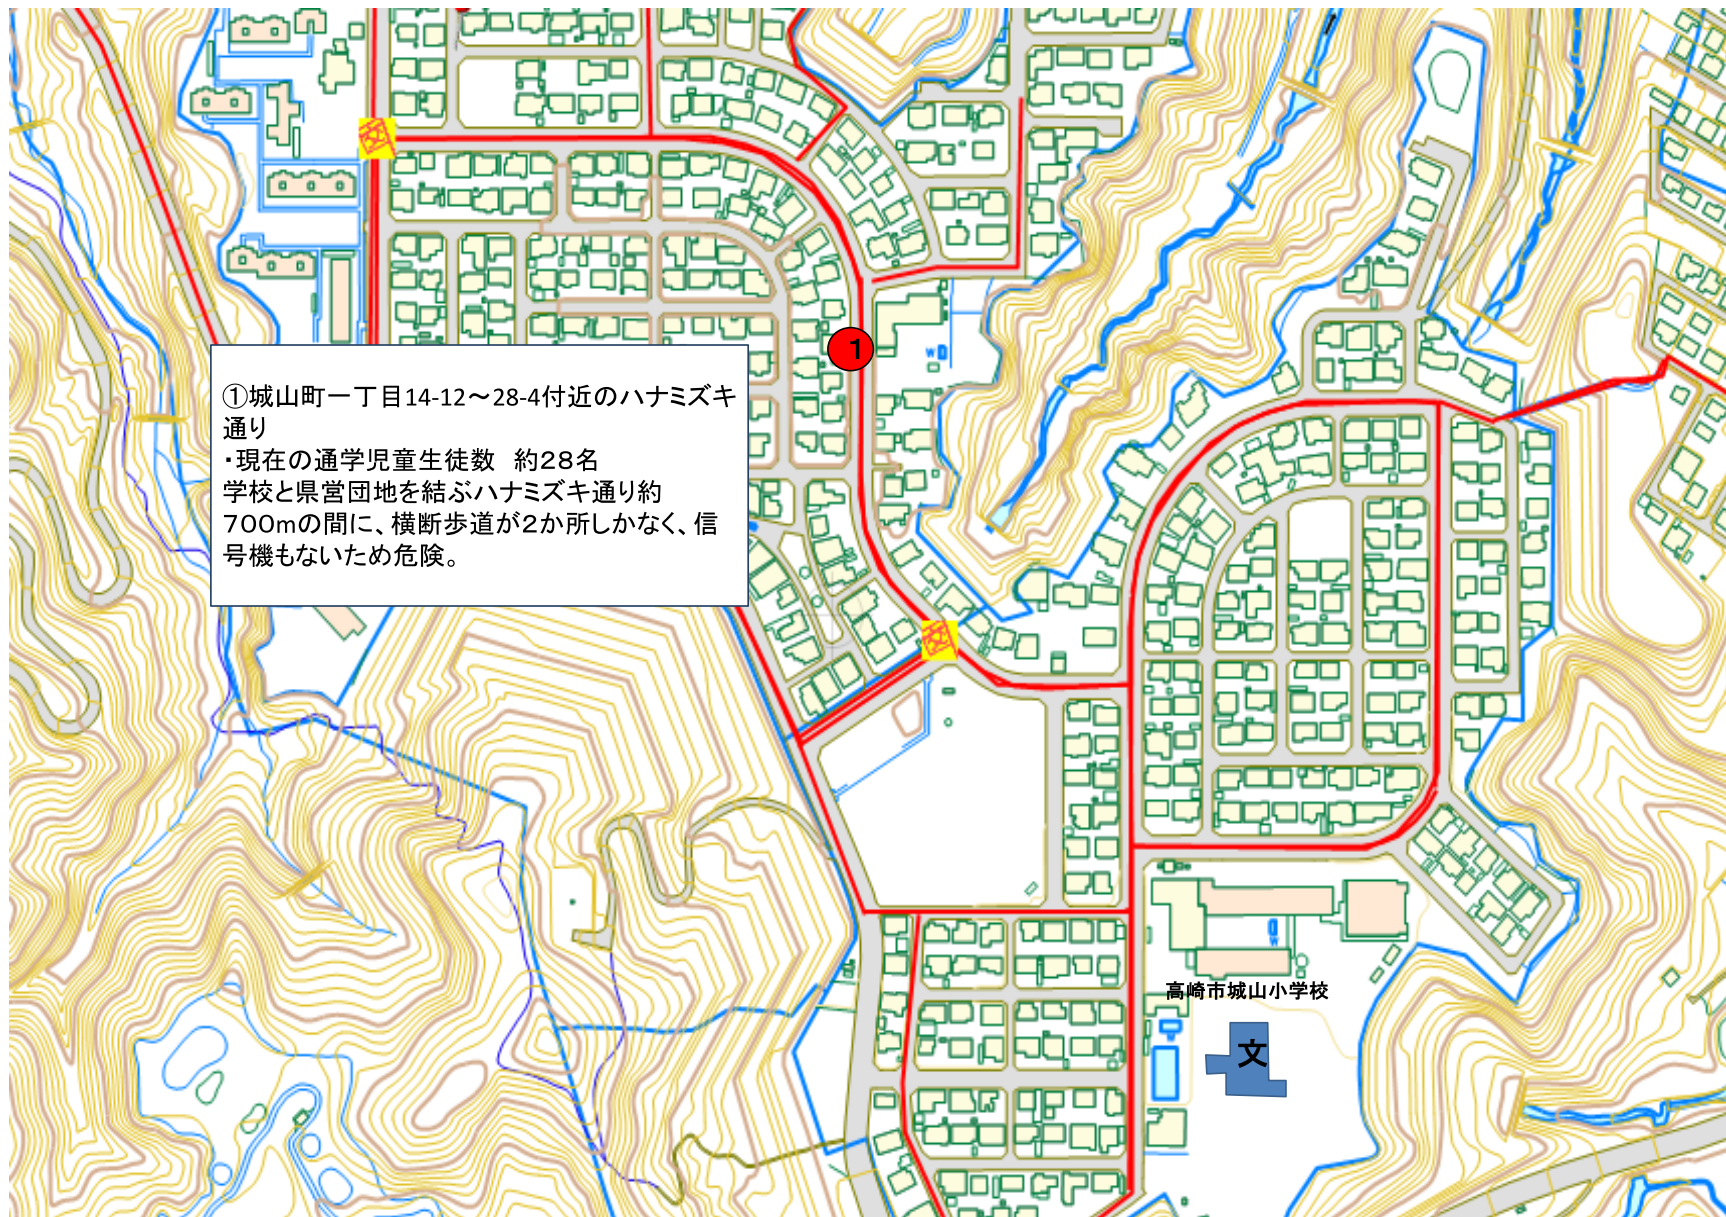 1
①城山町一丁目14-12～28-4付近のハナミズキ
通り
・現在の通学児童生徒数　約２８名
学校と県営団地を結ぶハナミズキ通り約
７００ｍの間に、横断歩道が２か所しかなく、信
号機もないため危険。
高崎市城山小学校
文